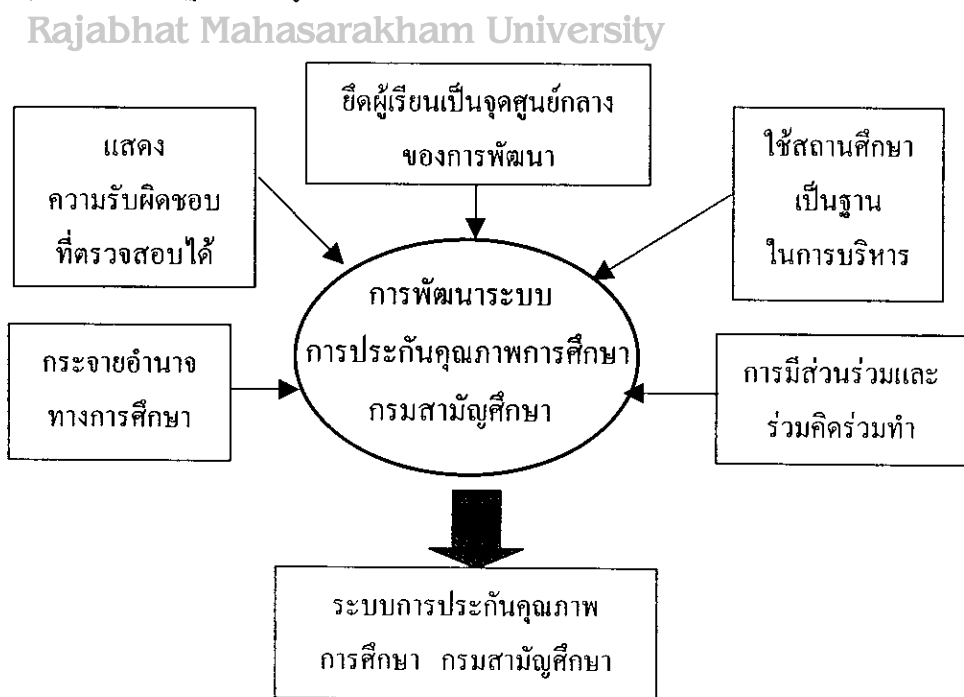 Rajabhat Mahasarakham University
ยึดผู้เรียนเป็นจุดศูนย์กลาง
ของการพัฒนา
แสดง
ความรับผิดชอบ
ที่ตรวจสอบได้
ใช้สถานศึกษา
เป็นฐาน
ในการบริหาร
การพัฒนาระบบ
การประกันคุณภาพการศึกษา
กรมสามัญศึกษา
กระจายอำนาจ
ทางการศึกษา
การมีส่วนร่วมและ
ร่วมคิดร่วมทำ
ระบบการประกันคุณภาพ
การศึกษา กรมสามัญศึกษา